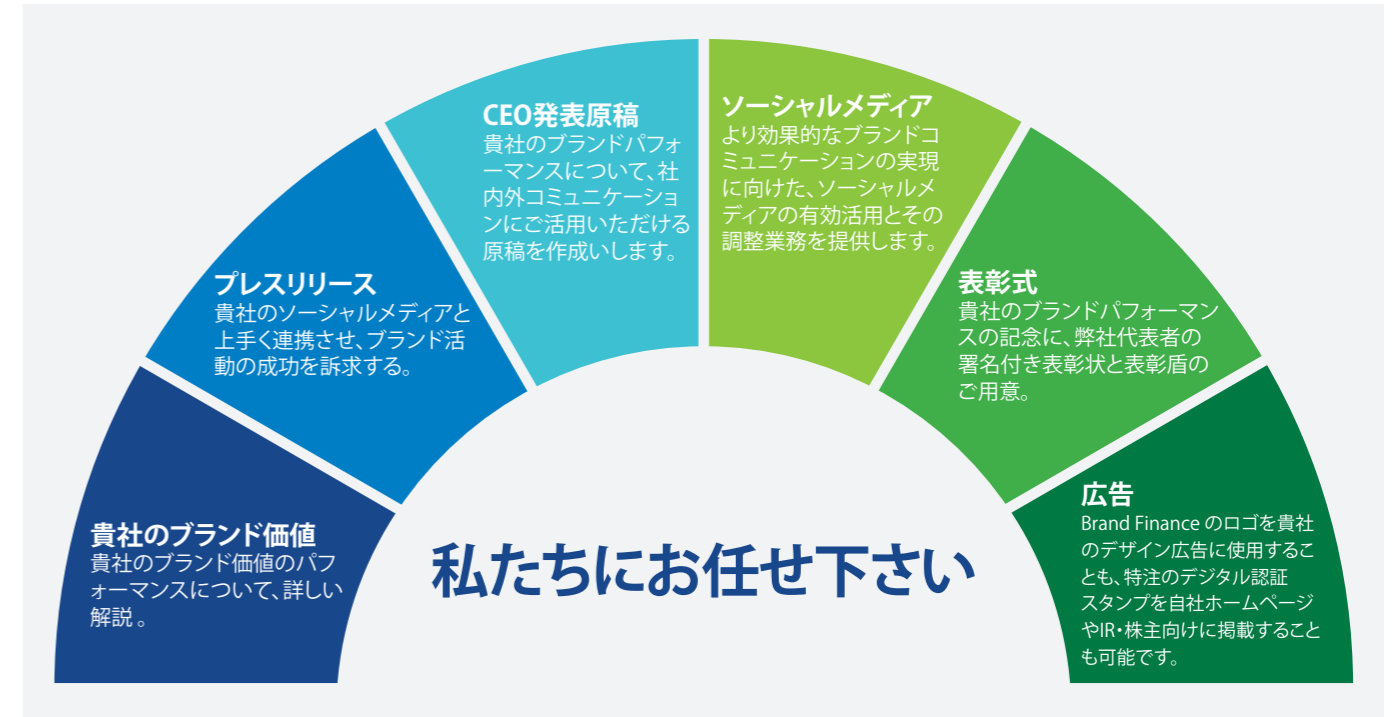 貴社のブランド価値
貴社のブランド価値のパフ
ォーマンスについて、詳しい
解説 。
プレスリリース
貴社のソーシャルメディアと
上手く連携させ、ブランド活
動の成功を訴求する。
CEO発表原稿
貴社のブランドパフォ
ーマンスについて、社
内外コミュニケーショ
ンにご活用いただける
原稿を作成いします。
ソーシャルメディア
より効果的なブランドコ
ミュニケーションの実現
に向けた、ソーシャルメ
ディアの有効活用とその
調整業務を提供します。
表彰式
貴社のブランドパフォーマン
スの記念に、弊社代表者の
署名付き表彰状と表彰盾の
ご用意。
広告
Brand Finance のロゴを貴社
のデザイン広告に使用するこ
とも、特注のデジタル認証
スタンプを自社ホームページ
やIR・株主向けに掲載すること
も可能です。
私たちにお任せ下さい